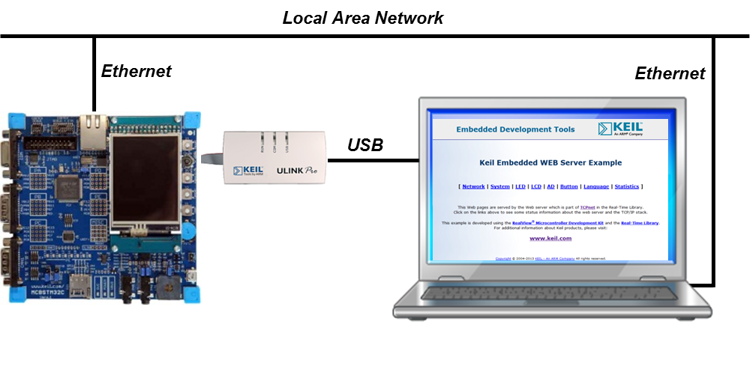 Local Area Network
Ethernet
Ethernet
USB
KEIL
ULINK Pro
MCBSTM32C
Embedded Development Tools
KEIL
An ARM Company
Keil Embedded WEB Server Example
[ Network | System | LED | LCD | AD | Button | Language | Statistics ]
This Web pages are served by the Web server which is part of TCPnet in the Real-Time Library.
Click on the links above to see some status information about the web server and the TCP/IP stack.
This example is developed using the RealView® Microcontroller Development Kit and the Real-Time Library.
For additional information about Keil products, please visit:
www.keil.com
Copyright © 2004-2010 KEIL - An ARM Company All rights reserved.